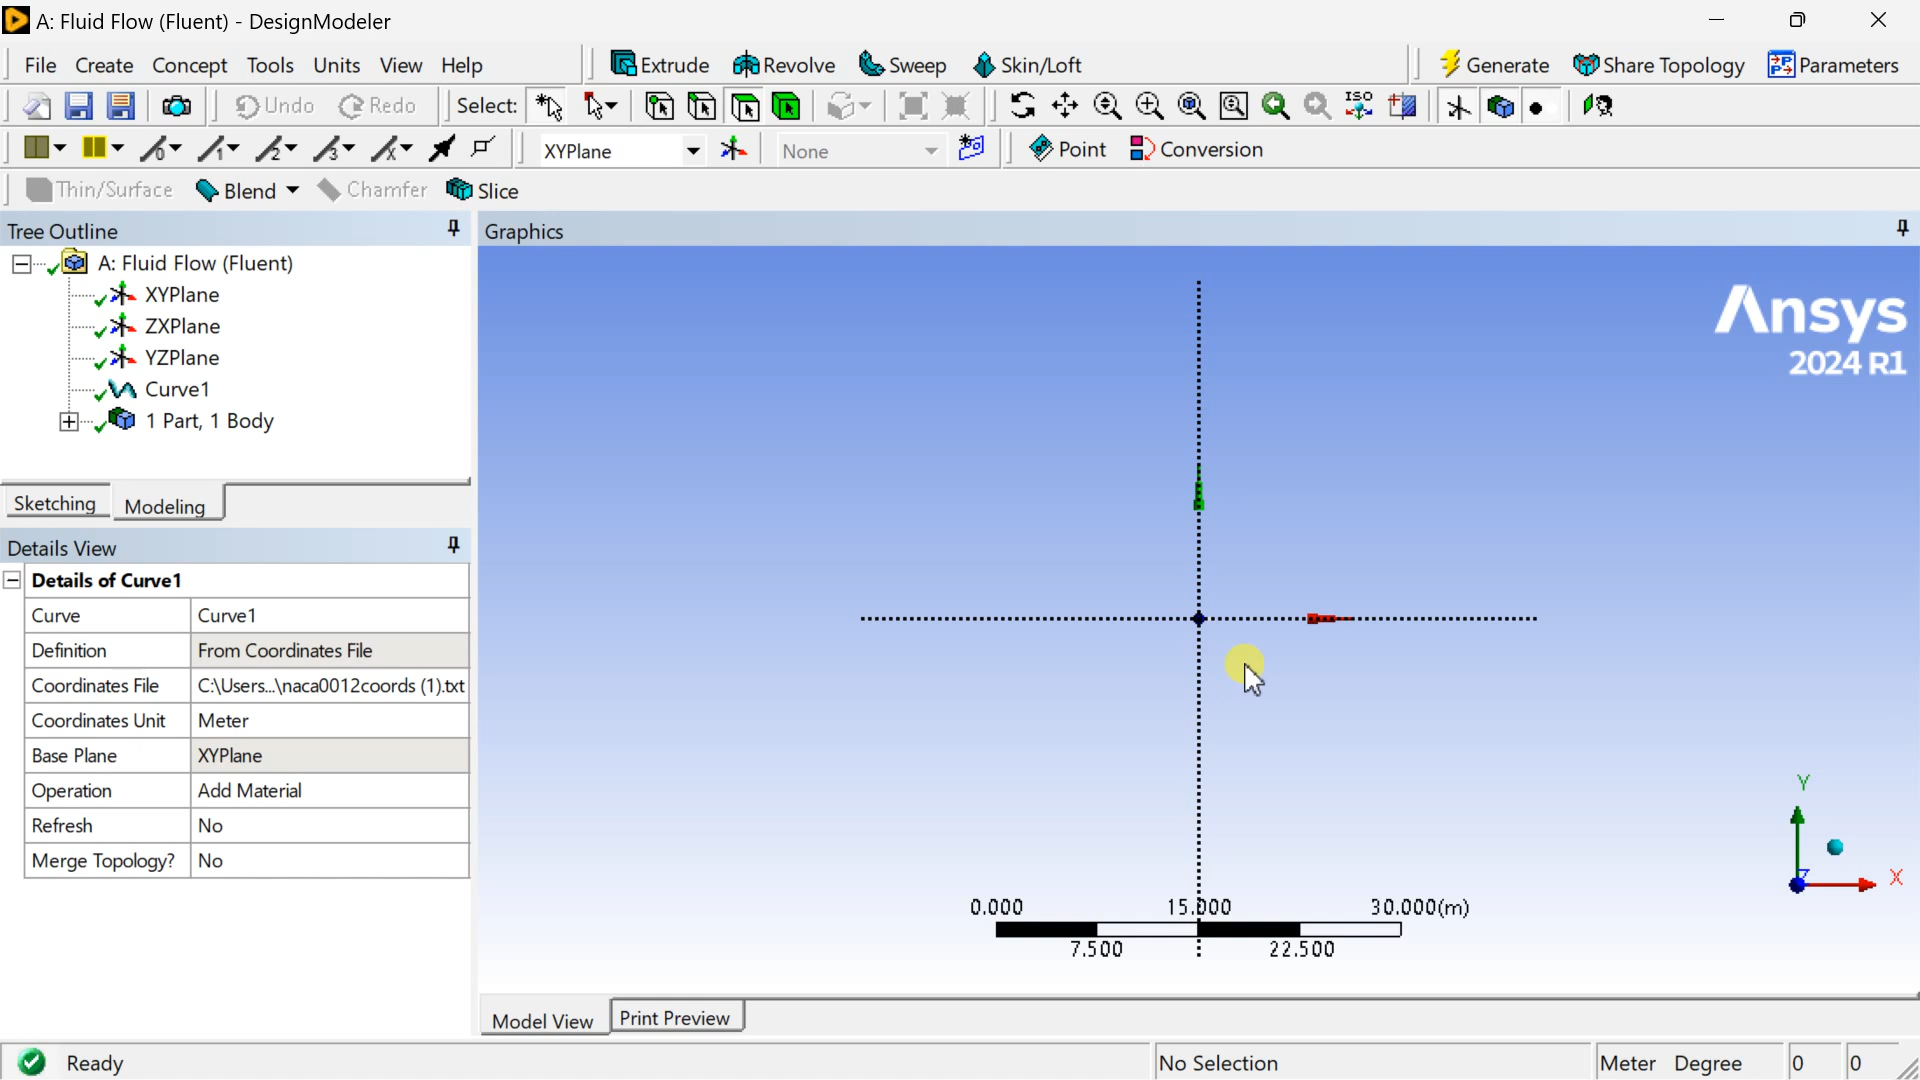 A: Fluid Flow (Fluent) - DesignModeler
File Create Concept Tools Units View Help
Extrude Revolve Sweep Skin/Loft
Generate Share Topology Parameters
Undo Redo Select: ISO
0 1 2 3 x XYPlane None Point Conversion
Thin/Surface Blend Chamfer Slice
Tree Outline
A: Fluid Flow (Fluent)
XYPlane
ZXPlane
YZPlane
Curve1
1 Part, 1 Body
Sketching Modeling
Details View
Details of Curve1
Curve Curve1
Definition From Coordinates File
Coordinates File C:\Users...\naca0012coords (1).txt
Coordinates Unit Meter
Base Plane XYPlane
Operation Add Material
Refresh No
Merge Topology? No
Graphics
Ansys
2024 R1
Y
Z X
0.000 15.000 30.000(m)
7.500 22.500
Model View Print Preview
Ready No Selection Meter Degree 0 0